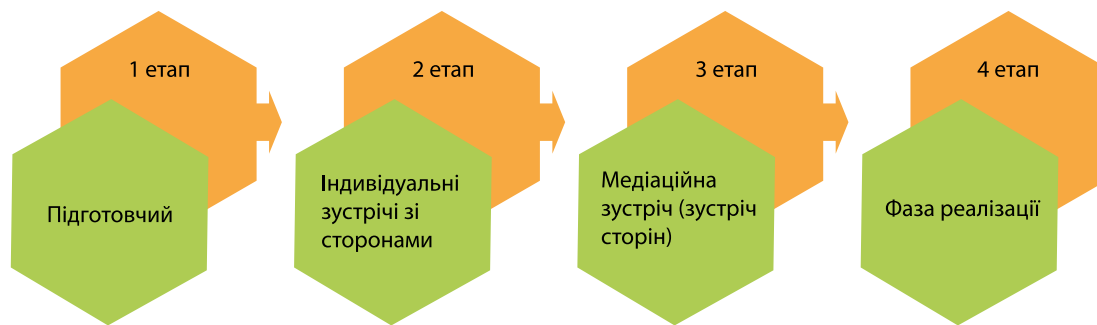 1 етап
Підготовчий
2 етап
Індивідуальні
зустрічі зі
сторонами
3 етап
Медіаційна
зустріч (зустріч
сторін)
4 етап
Фаза реалізації